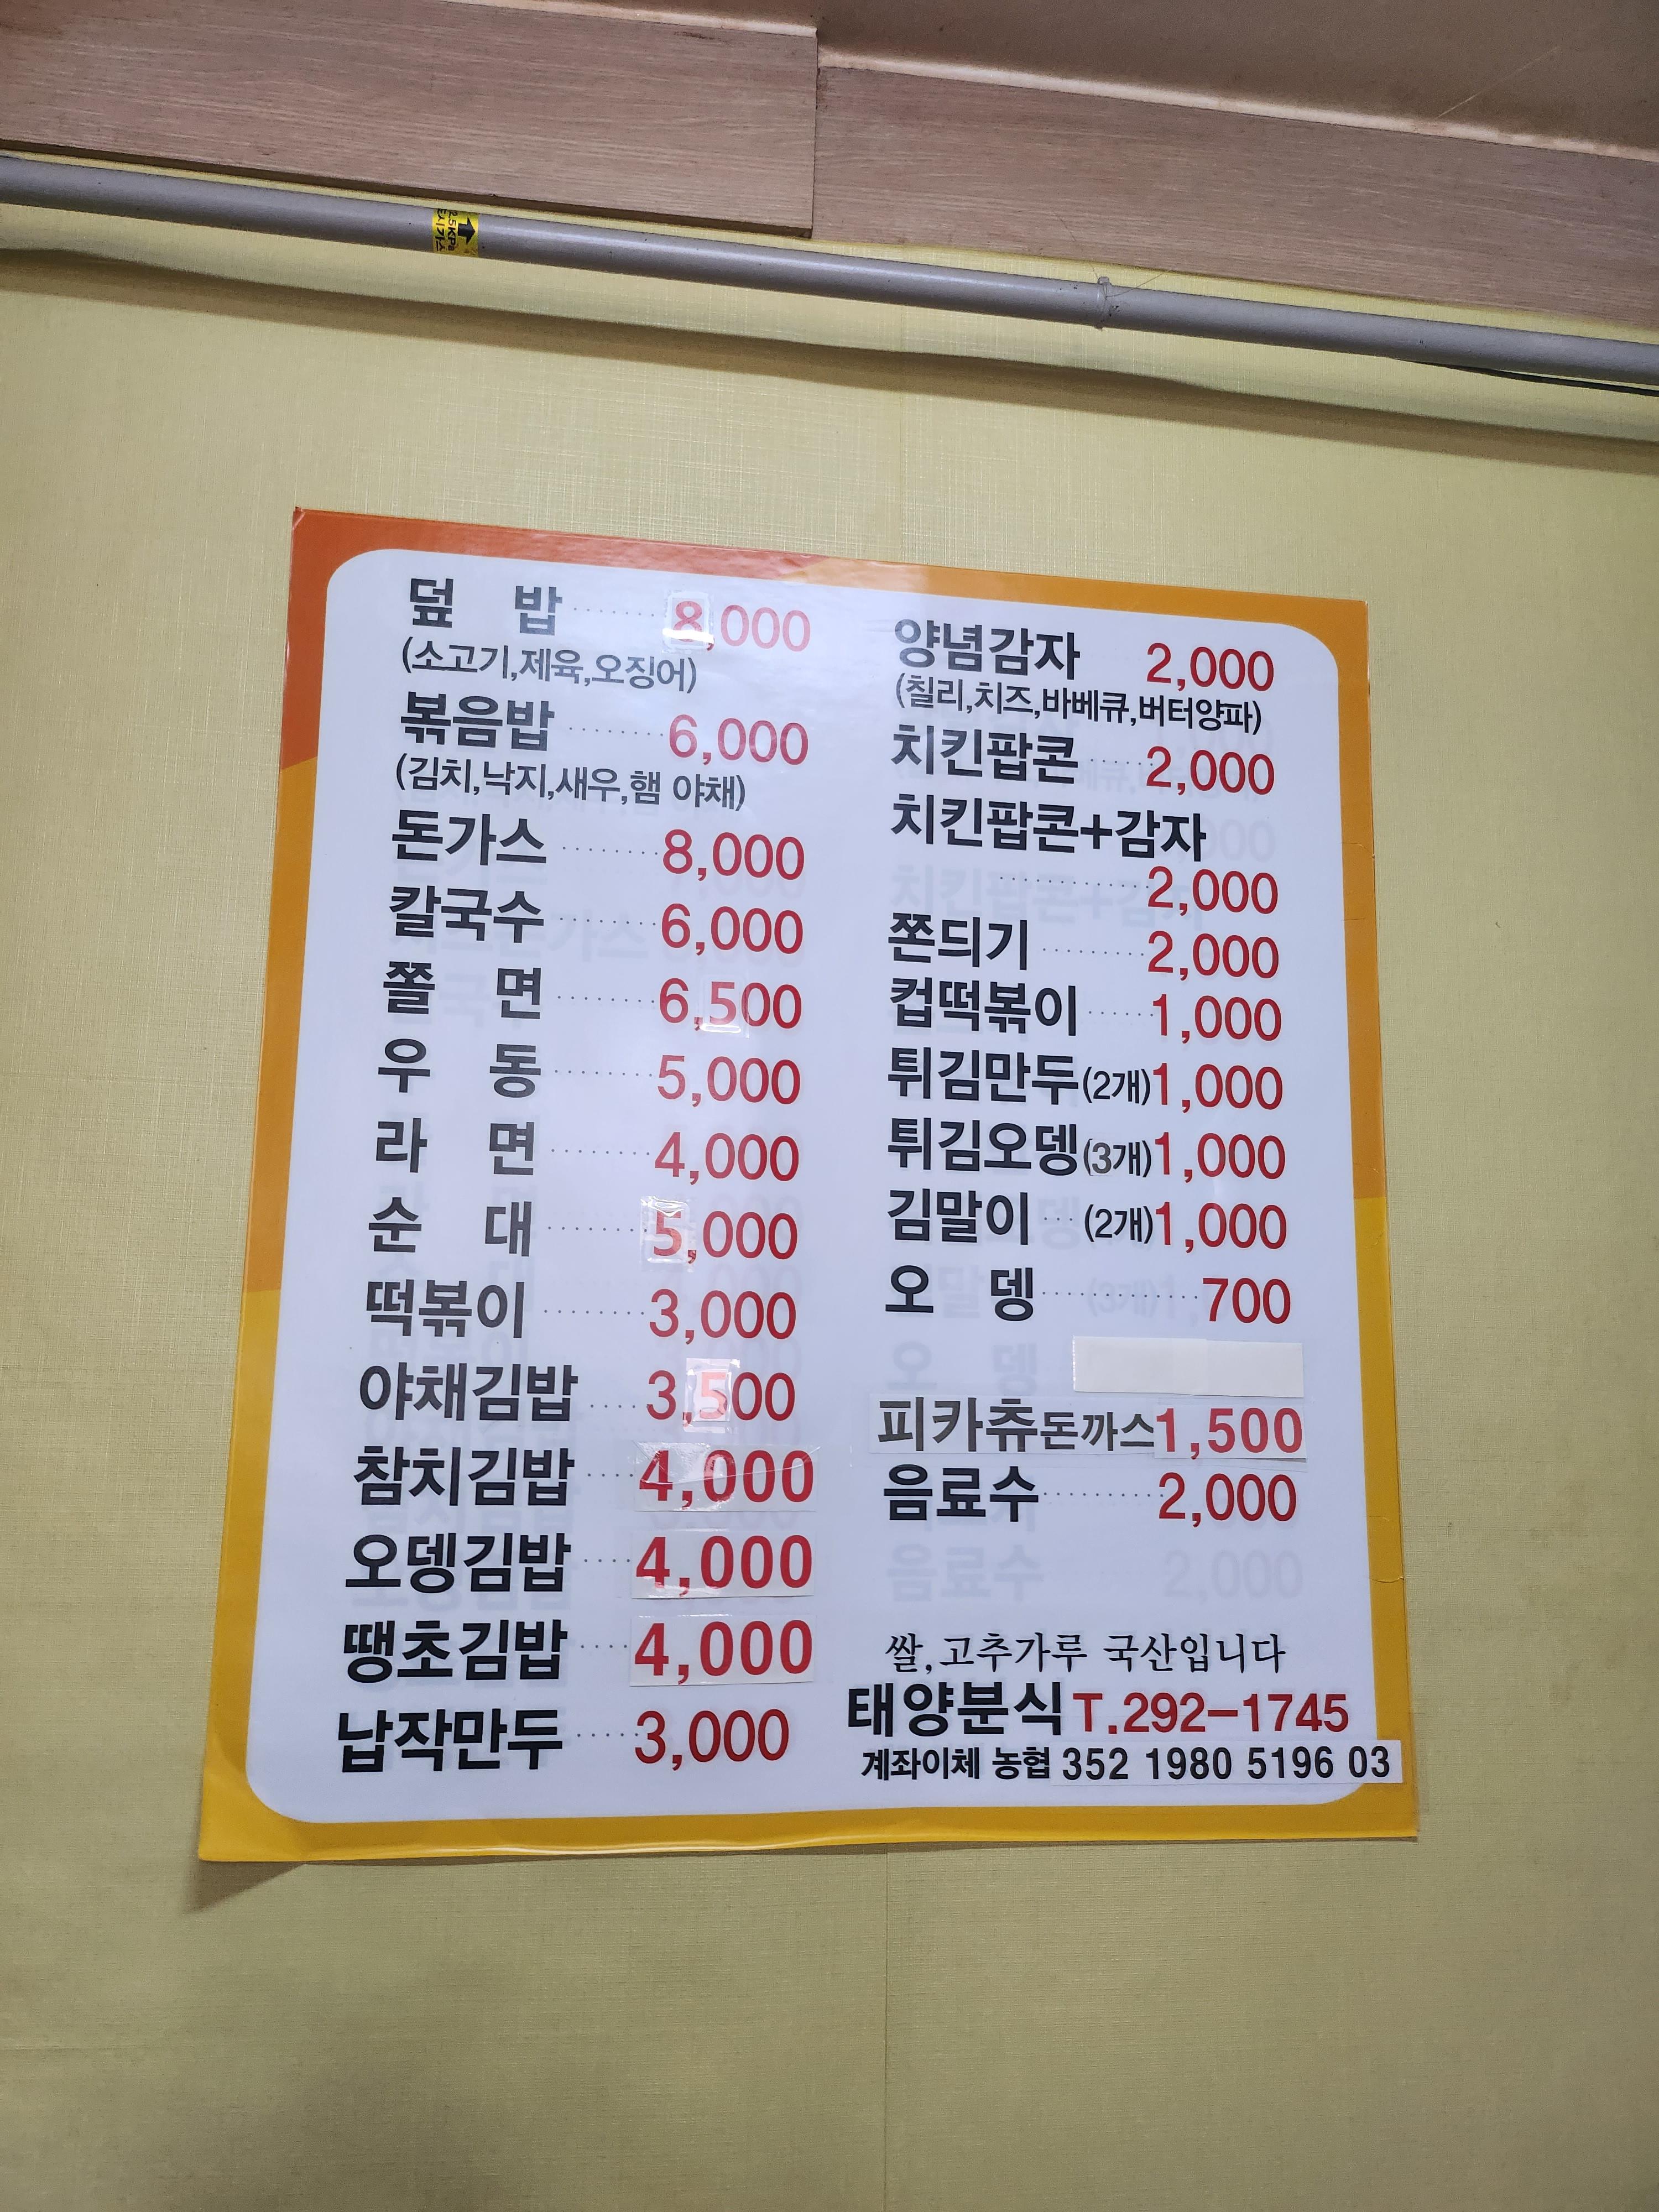 덮 밥 8,000
(소고기,제육,오징어)
볶음밥 6,000
(김치,낙지,새우,햄 야채)
돈가스 8,000
칼국수 6,000
쫄 면 6,500
우 동 5,000
라 면 4,000
순 대 5,000
떡볶이 3,000
야채김밥 3,500
참치김밥 4,000
오뎅김밥 4,000
땡초김밥 4,000
납작만두 3,000
양념감자 2,000
(칠리,치즈,바베큐,버터양파)
치킨팝콘 2,000
치킨팝콘+감자
2,000
쫀듸기 2,000
컵떡볶이 1,000
튀김만두(2개) 1,000
튀김오뎅(3개) 1,000
김말이 (2개) 1,000
오 뎅 700
피카츄돈까스 1,500
음료수 2,000
쌀,고추가루 국산입니다
태양분식 T.292-1745
계좌이체 농협 352 1980 5196 03